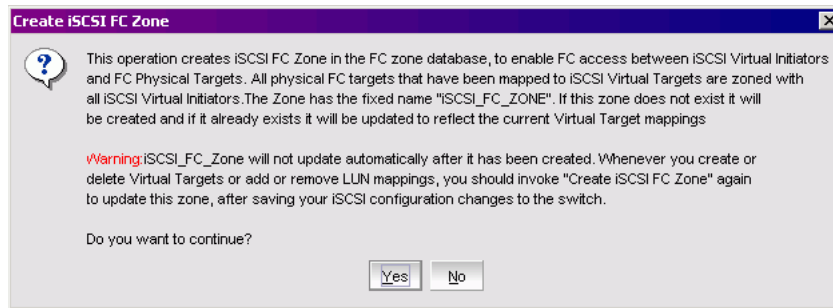 Create iSCSI FC Zone
This operation creates iSCSI FC Zone in the FC zone database, to enable FC access between iSCSI Virtual Initiators
and FC Physical Targets. All physical FC targets that have been mapped to iSCSI Virtual Targets are zoned with
all iSCSI Virtual Initiators.The Zone has the fixed name "iSCSI_FC_ZONE". If this zone does not exist it will
be created and if it already exists it will be updated to reflect the current Virtual Target mappings
Warning:iSCSI_FC_Zone will not update automatically after it has been created. Whenever you create or
delete Virtual Targets or add or remove LUN mappings, you should invoke "Create iSCSI FC Zone" again
to update this zone, after saving your iSCSI configuration changes to the switch.
Do you want to continue?
Yes No